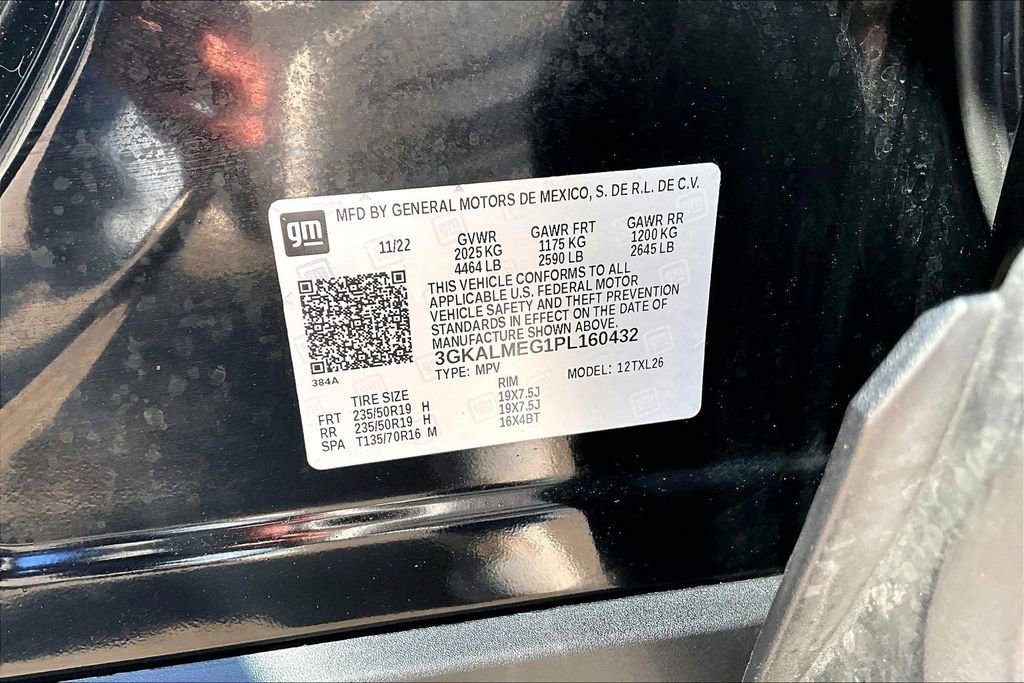 gm MFD BY GENERAL MOTORS DE MEXICO, S. DE R.L. DE C.V.
11/22
GVWR GAWR FRT GAWR RR
2025 KG 1175 KG 1200 KG
4464 LB 2590 LB 2645 LB
THIS VEHICLE CONFORMS TO ALL
APPLICABLE U.S. FEDERAL MOTOR
VEHICLE SAFETY AND THEFT PREVENTION
STANDARDS IN EFFECT ON THE DATE OF
MANUFACTURE SHOWN ABOVE.
3GKALMEG1PL160432
TYPE: MPV MODEL: 12TXL26
384A
TIRE SIZE RIM
FRT 235/50R19 H 19X7.5J
RR 235/50R19 H 19X7.5J
SPA T135/70R16 M 16X4BT